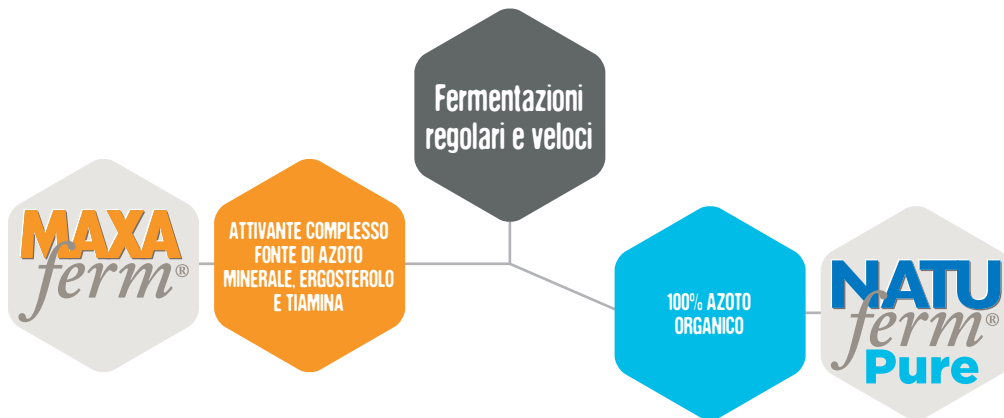 Fermentazioni
regolari e veloci
MAXA
ferm®
ATTIVANTE COMPLESSO
FONTE DI AZOTO
MINERALE, ERGOSTEROLO
E TIAMINA
100% AZOTO
ORGANICO
NATU
ferm®
Pure